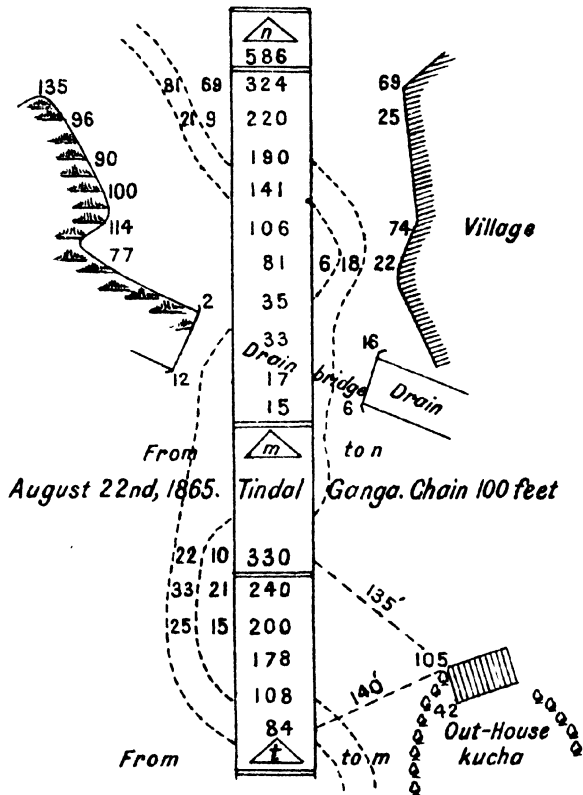 n
586
135 81 69 324 69
96 21 9 220 25
90 190
100 141
114 106 74 Village
77 81 6 18 22
2 35
33 16
Drain bridge Drain
12 17
15 6
From m to n
August 22nd, 1865. Tindal Ganga. Chain 100 feet
22 10 330
33 21 240 135'
25 15 200
178 105
140'
108 42
84 Out-House
From t to m kucha